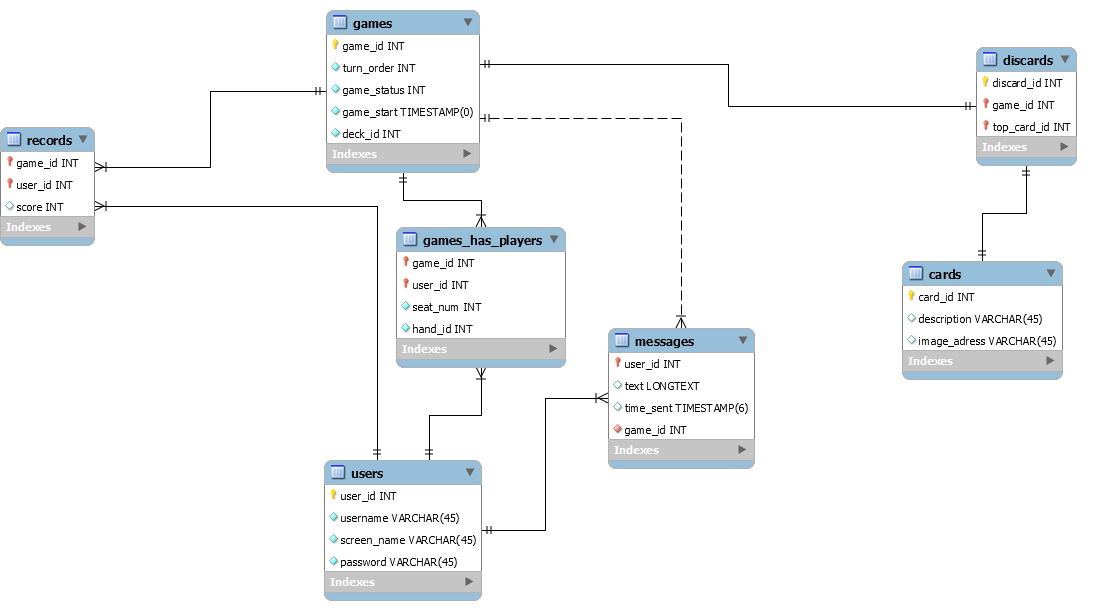 games
game_id INT
turn_order INT
game_status INT
game_start TIMESTAMP(0)
deck_id INT
Indexes
discards
discard_id INT
game_id INT
top_card_id INT
Indexes
records
game_id INT
user_id INT
score INT
Indexes
games_has_players
game_id INT
user_id INT
seat_num INT
hand_id INT
Indexes
cards
card_id INT
description VARCHAR(45)
image_adress VARCHAR(45)
Indexes
messages
user_id INT
text LONGTEXT
time_sent TIMESTAMP(6)
game_id INT
Indexes
users
user_id INT
username VARCHAR(45)
screen_name VARCHAR(45)
password VARCHAR(45)
Indexes